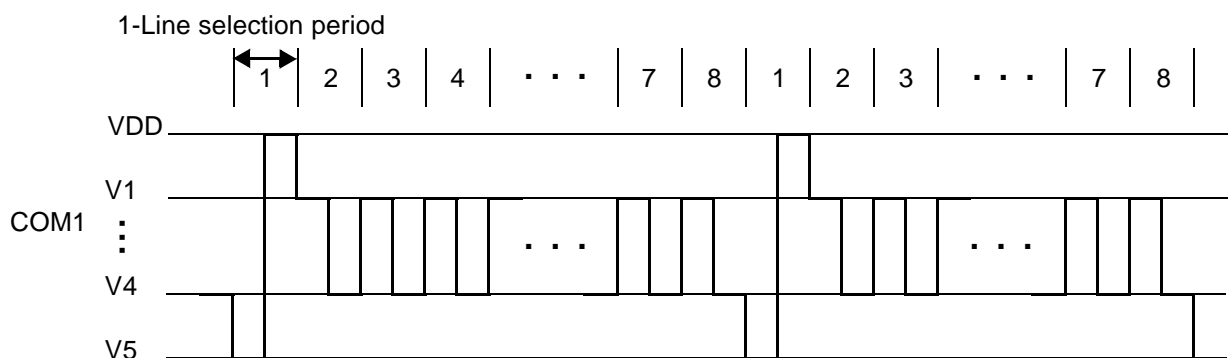 1-Line selection period
1 2 3 4 · · · 7 8 1 2 3 · · · 7 8
VDD
V1
COM1
V4
· · · · · ·
V5